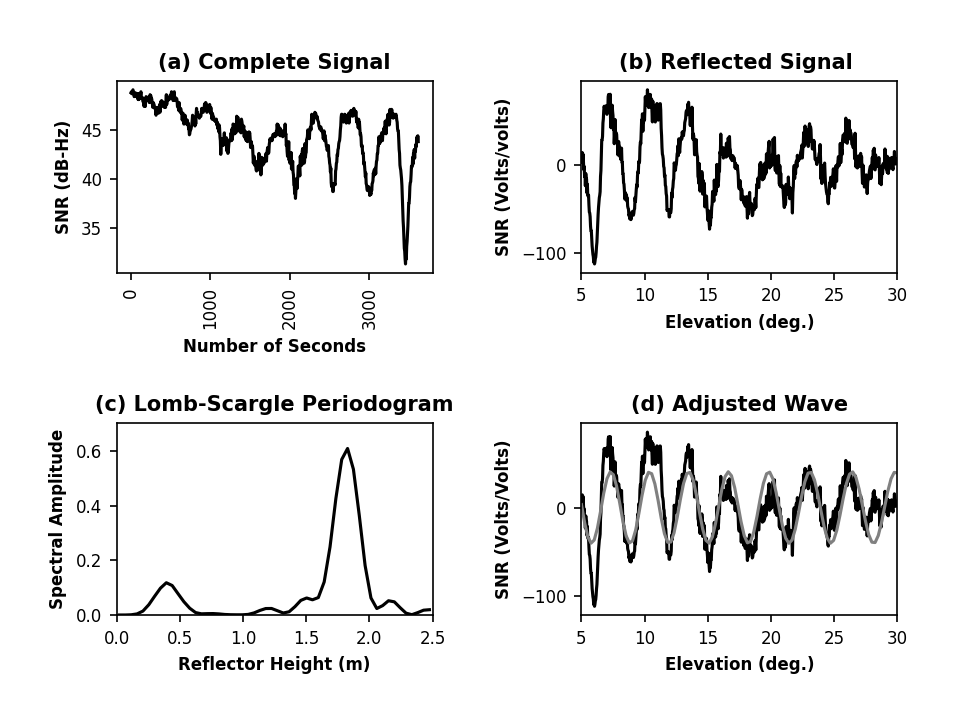 (a) Complete Signal
SNR (dB-Hz)
45
40
35
0
1000
2000
3000
Number of Seconds
(b) Reflected Signal
SNR (Volts/volts)
0
−100
5
10
15
20
25
30
Elevation (deg.)
(c) Lomb-Scargle Periodogram
Spectral Amplitude
0.6
0.4
0.2
0.0
0.0
0.5
1.0
1.5
2.0
2.5
Reflector Height (m)
(d) Adjusted Wave
SNR (Volts/Volts)
0
−100
5
10
15
20
25
30
Elevation (deg.)